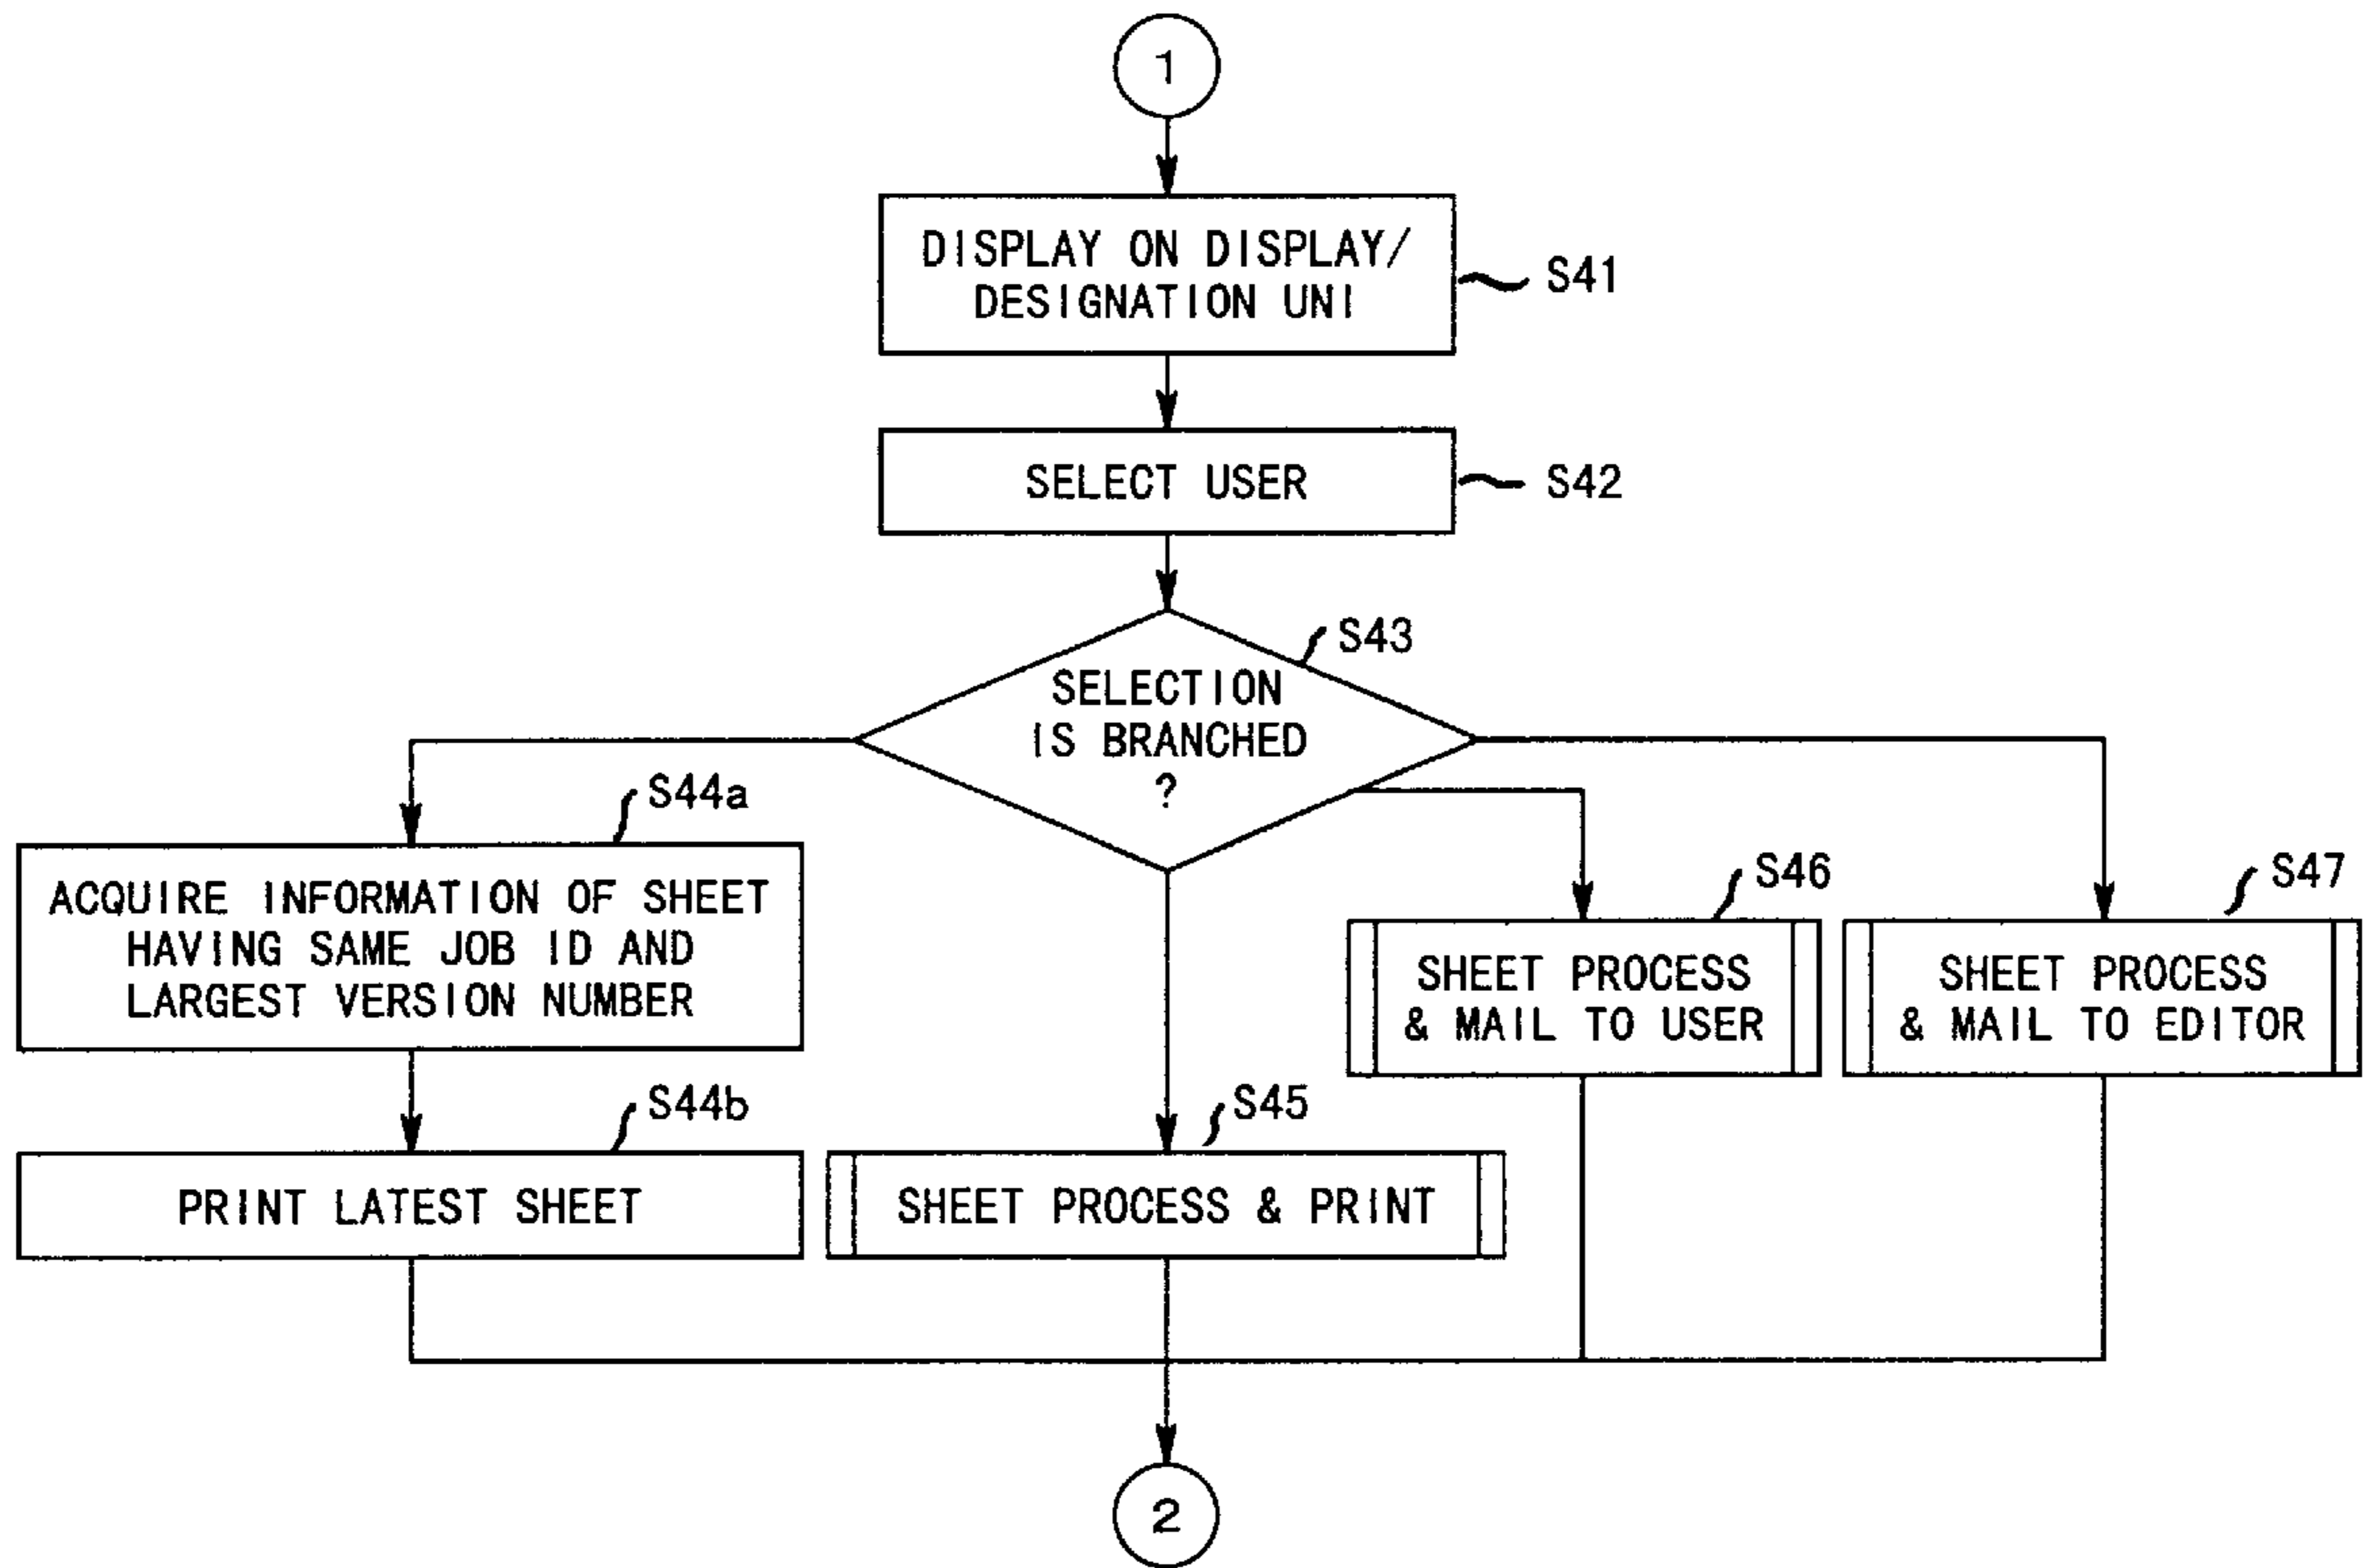 1
DISPLAY ON DISPLAY/
DESIGNATION UNI
S41
SELECT USER
S42
S43
SELECTION
IS BRANCHED
?
S44a
ACQUIRE INFORMATION OF SHEET
HAVING SAME JOB ID AND
LARGEST VERSION NUMBER
S46
SHEET PROCESS
& MAIL TO USER
S47
SHEET PROCESS
& MAIL TO EDITOR
S44b
PRINT LATEST SHEET
S45
SHEET PROCESS & PRINT
2